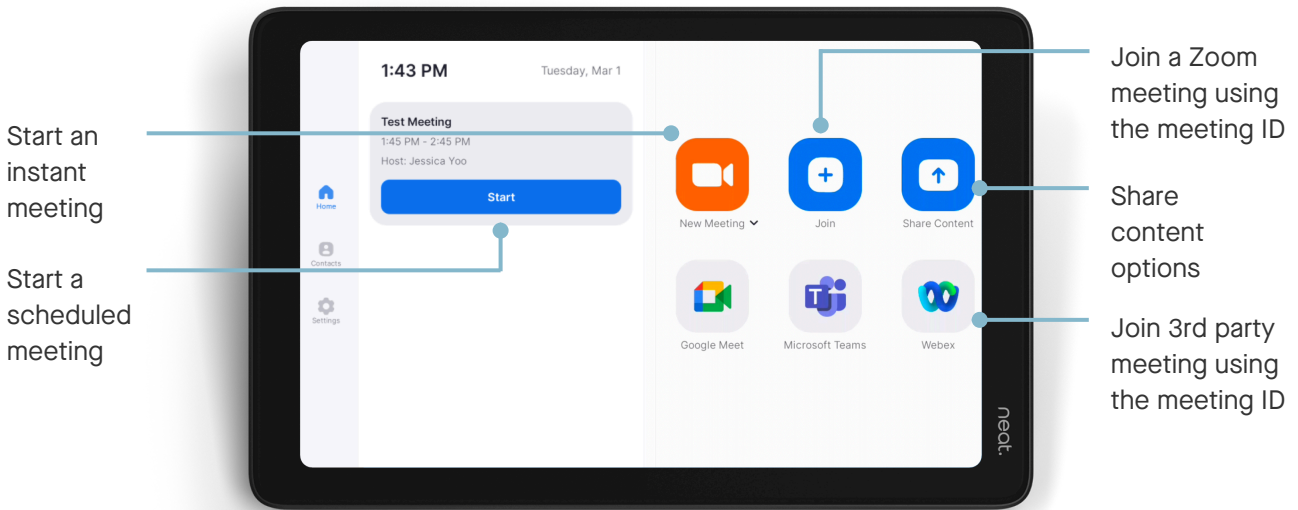 Start an
instant
meeting
Start a
scheduled
meeting
1:43 PM
Tuesday, Mar 1
Test Meeting
1:45 PM - 2:45 PM
Host: Jessica Yoo
Start
Home
Contacts
Settings
New Meeting
Join
Share Content
Google Meet
Microsoft Teams
Webex
neat.
Join a Zoom
meeting using
the meeting ID
Share
content
options
Join 3rd party
meeting using
the meeting ID